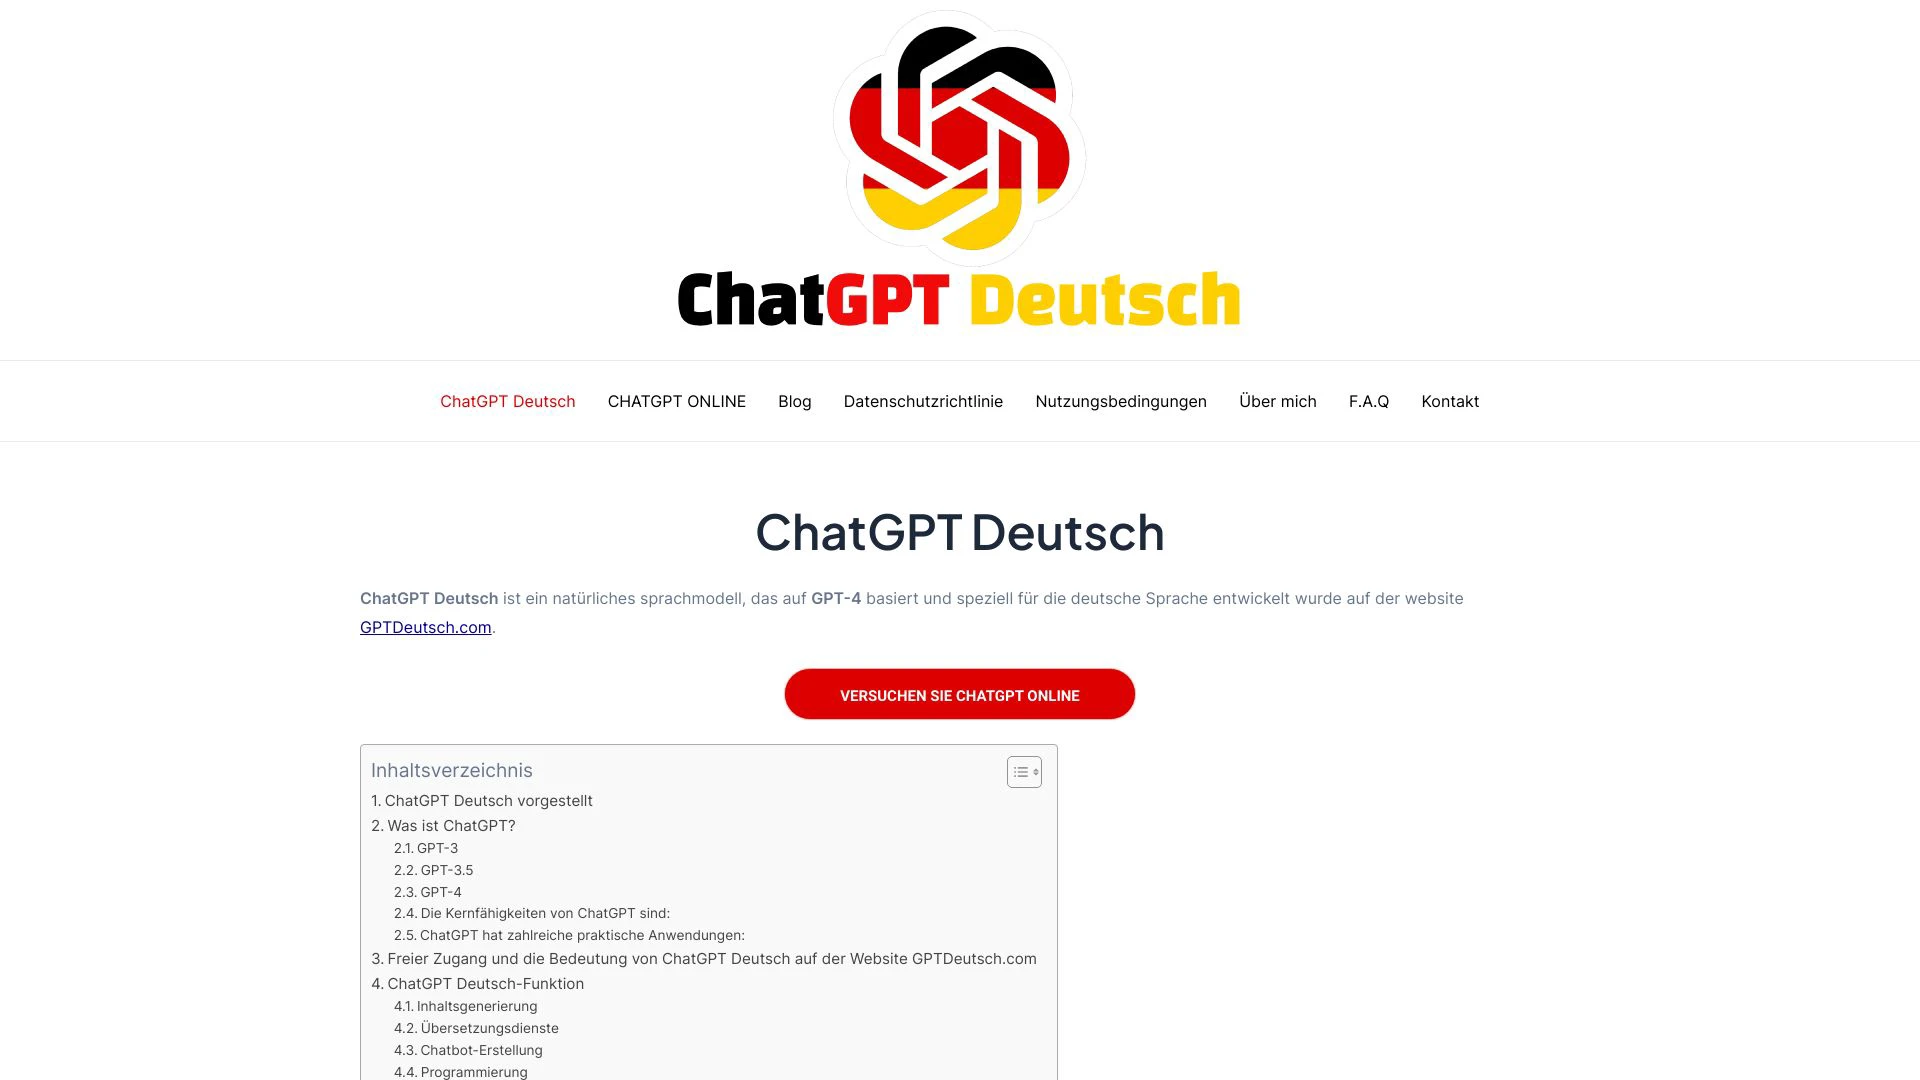 ChatGPT Deutsch
ChatGPT Deutsch CHATGPT ONLINE Blog Datenschutzrichtlinie Nutzungsbedingungen Über mich F.A.Q Kontakt
ChatGPT Deutsch
ChatGPT Deutsch ist ein natürliches sprachmodell, das auf GPT-4 basiert und speziell für die deutsche Sprache entwickelt wurde auf der website
GPTDeutsch.com.
VERSUCHEN SIE CHATGPT ONLINE
Inhaltsverzeichnis
1. ChatGPT Deutsch vorgestellt
2. Was ist ChatGPT?
2.1. GPT-3
2.2. GPT-3.5
2.3. GPT-4
2.4. Die Kernfähigkeiten von ChatGPT sind:
2.5. ChatGPT hat zahlreiche praktische Anwendungen:
3. Freier Zugang und die Bedeutung von ChatGPT Deutsch auf der Website GPTDeutsch.com
4. ChatGPT Deutsch-Funktion
4.1. Inhaltsgenerierung
4.2. Übersetzungsdienste
4.3. Chatbot-Erstellung
4.4. Programmierung